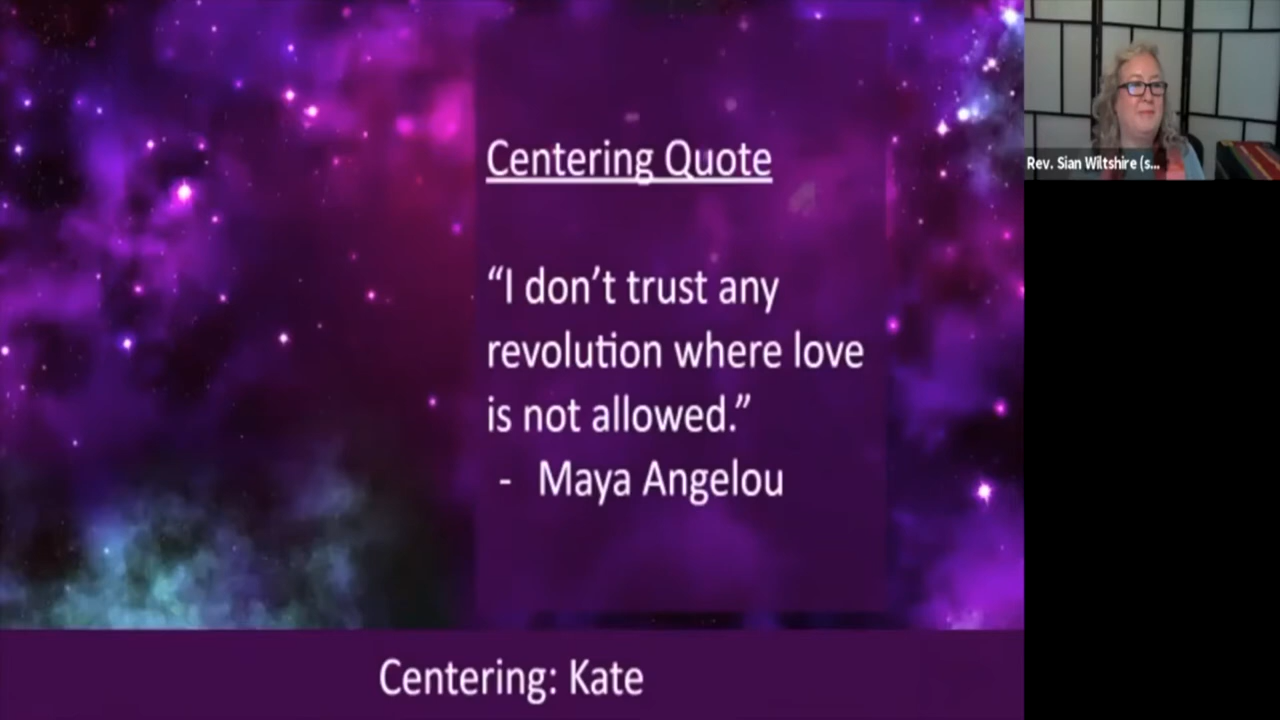 Centering Quote
“I don’t trust any
revolution where love
is not allowed.”
- Maya Angelou
Centering: Kate
Rev. Sian Wiltshire (s...